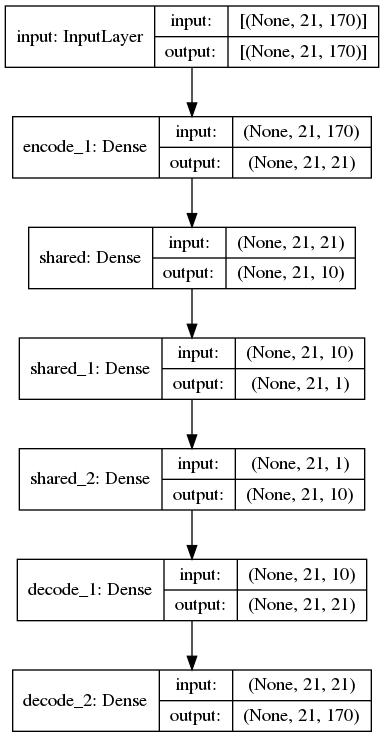 input: InputLayer
input:
[(None, 21, 170)]
output:
[(None, 21, 170)]
encode_1: Dense
input:
(None, 21, 170)
output:
(None, 21, 21)
shared: Dense
input:
(None, 21, 21)
output:
(None, 21, 10)
shared_1: Dense
input:
(None, 21, 10)
output:
(None, 21, 1)
shared_2: Dense
input:
(None, 21, 1)
output:
(None, 21, 10)
decode_1: Dense
input:
(None, 21, 10)
output:
(None, 21, 21)
decode_2: Dense
input:
(None, 21, 21)
output:
(None, 21, 170)